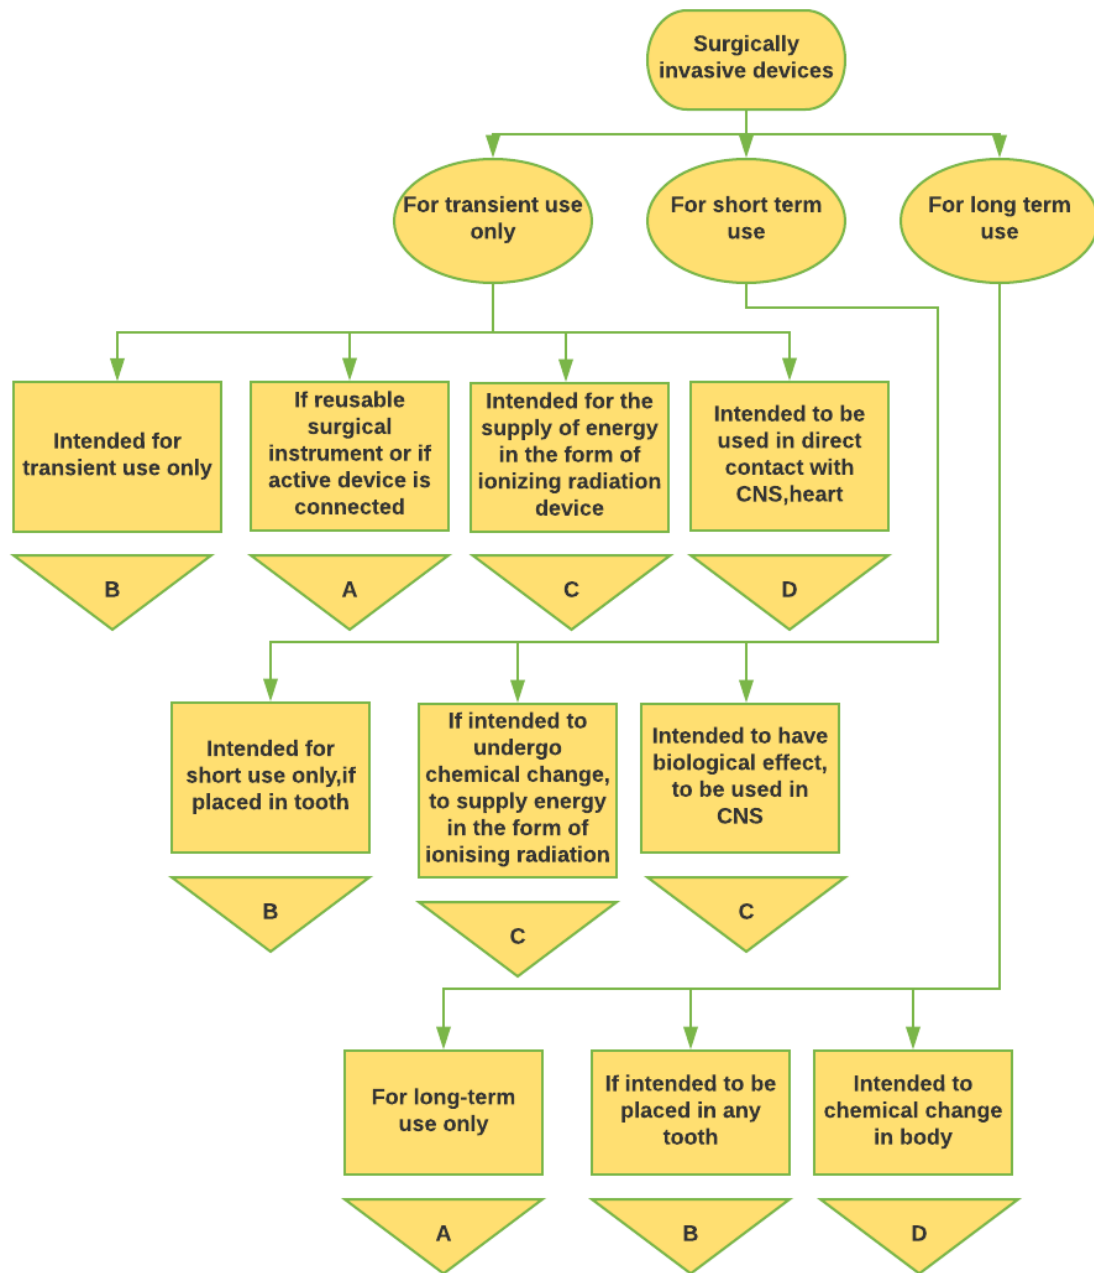 Surgically
invasive devices
For transient use
only
For short term
use
For long term
use
Intended for
transient use only
If reusable
surgical
instrument or if
active device is
connected
Intended for the
supply of energy
in the form of
ionizing radiation
device
Intended to be
used in direct
contact with
CNS,heart
B
A
C
D
Intended for
short use only,if
placed in tooth
If intended to
undergo
chemical change,
to supply energy
in the form of
ionising radiation
Intended to have
biological effect,
to be used in
CNS
B
C
C
For long-term
use only
If intended to be
placed in any
tooth
Intended to
chemical change
in body
A
B
D